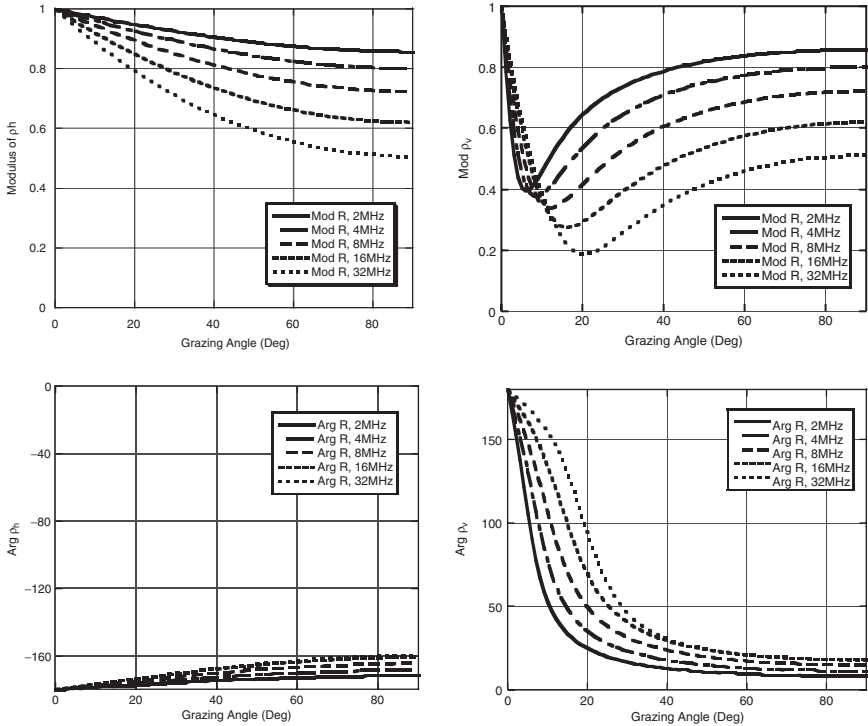 Modulus of ρh
1
0.8
0.6
0.4
0.2
0
Mod R, 2MHz
Mod R, 4MHz
Mod R, 8MHz
Mod R, 16MHz
Mod R, 32MHz
0 20 40 60 80
Grazing Angle (Deg)
Mod ρv
1
0.8
0.6
0.4
0.2
0
Mod R, 2MHz
Mod R, 4MHz
Mod R, 8MHz
Mod R, 16MHz
Mod R, 32MHz
0 20 40 60 80
Grazing Angle (Deg)
Arg ρh
0
−40
−80
−120
−160
Arg R, 2MHz
Arg R, 4MHz
Arg R, 8MHz
Arg R, 16MHz
Arg R, 32MHz
0 20 40 60 80
Grazing Angle (Deg)
Arg ρv
150
100
50
0
Arg R, 2MHz
Arg R, 4MHz
Arg R, 8MHz
Arg R, 16MHz
Arg R, 32MHz
0 20 40 60 80
Grazing Angle (Deg)